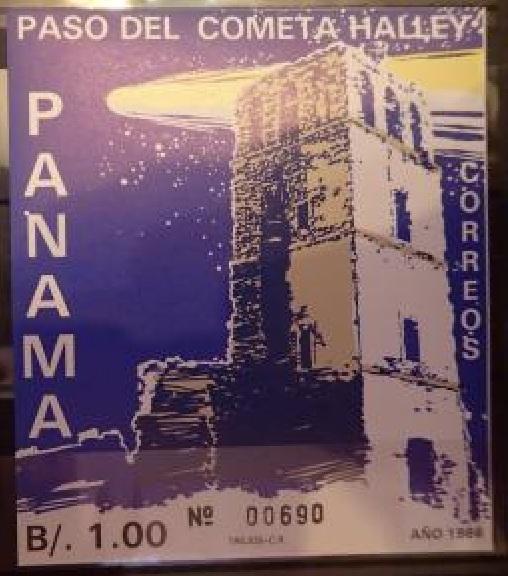 PASO DEL COMETA HALLEY
PANAMA
CORREOS
Nº 00690
B/. 1.00
AÑO 1986